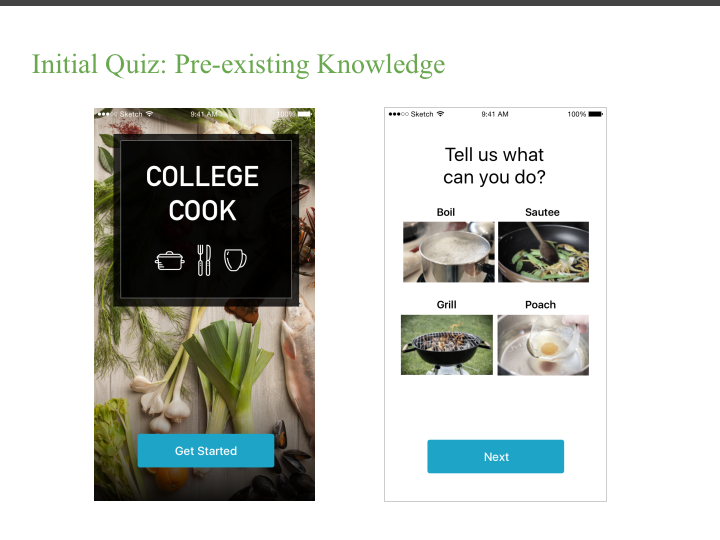 Initial Quiz: Pre-existing Knowledge
Sketch 9:41 AM 100%
COLLEGE
COOK
Get Started
Sketch 9:41 AM 100%
Tell us what
can you do?
Boil Sautee
Grill Poach
Next